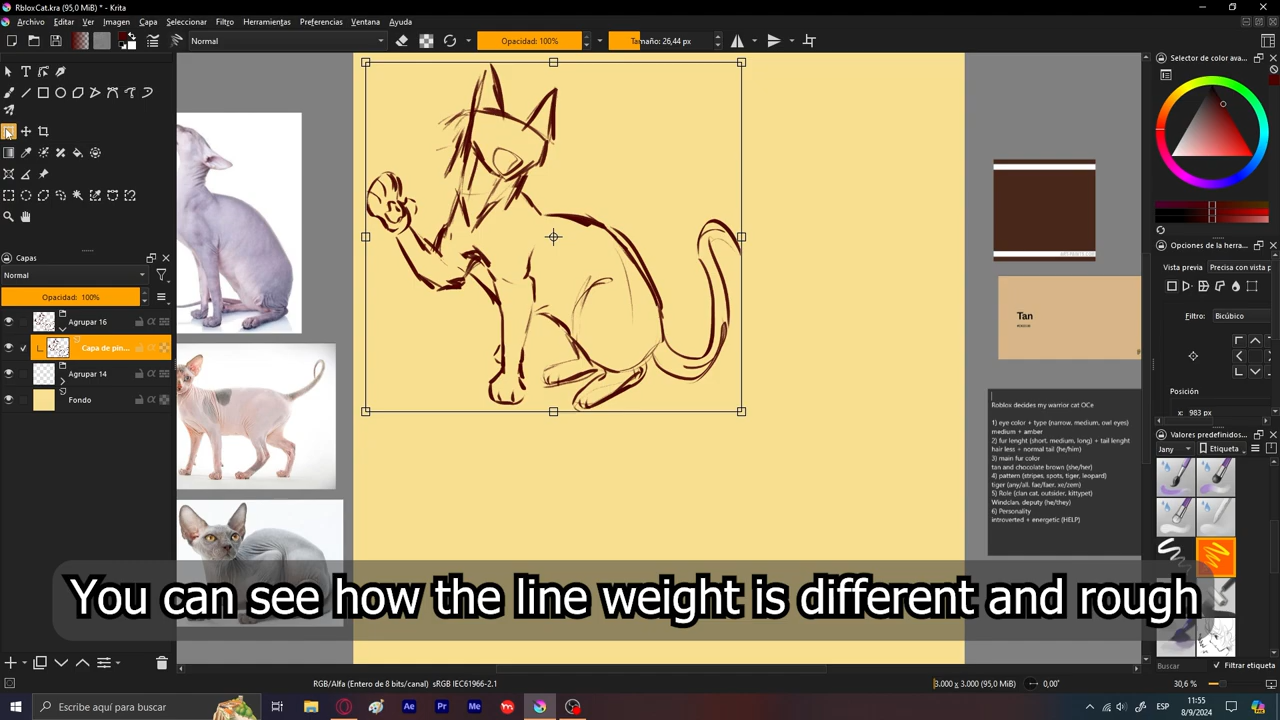 RbloxCat.kra (95,0 MiB) * - Krita
Archivo Editar Ver Imagen Capa Seleccionar Filtro Herramientas Preferencias Ventana Ayuda
Normal
Opacidad: 100%
Tamaño: 26,44 px
Selector de color avan...
Capas
Normal
Opacidad: 100%
Agrupar 16
Capa de pin...
Agrupar 14
Fondo
Tan
Roblox decides my warrior cat OCe
1) eye color + type (narrow, medium, owl eyes)
medium + amber
2) fur lenght (short, medium, long) + tail lenght
hair less + normal tail (he/him)
3) main fur color
tan and chocolate brown (she/her)
4) pattern (stripes, spots, tiger, leopard)
tiger (any/all, fae/faer, xe/zem)
5) Role (clan cat, outsider, kittypet)
Windclan, deputy (he/they)
6) Personality
introverted + energetic (HELP)
Opciones de la herra...
Vista previa
Precisa con vista p
Filtro:
Bicúbico
Posición
x: 983 px
Valores predefinidos...
Jany
Etiqueta
You can see how the line weight is different and rough
Buscar
Filtrar etiqueta
RGB/Alfa (Entero de 8 bits/canal) sRGB IEC61966-2.1
3.000 x 3.000 (95,0 MiB)
0,00°
30,6 %
Escribe aquí para buscar
Ae
Pr
Me
ESP
11:55
8/9/2024